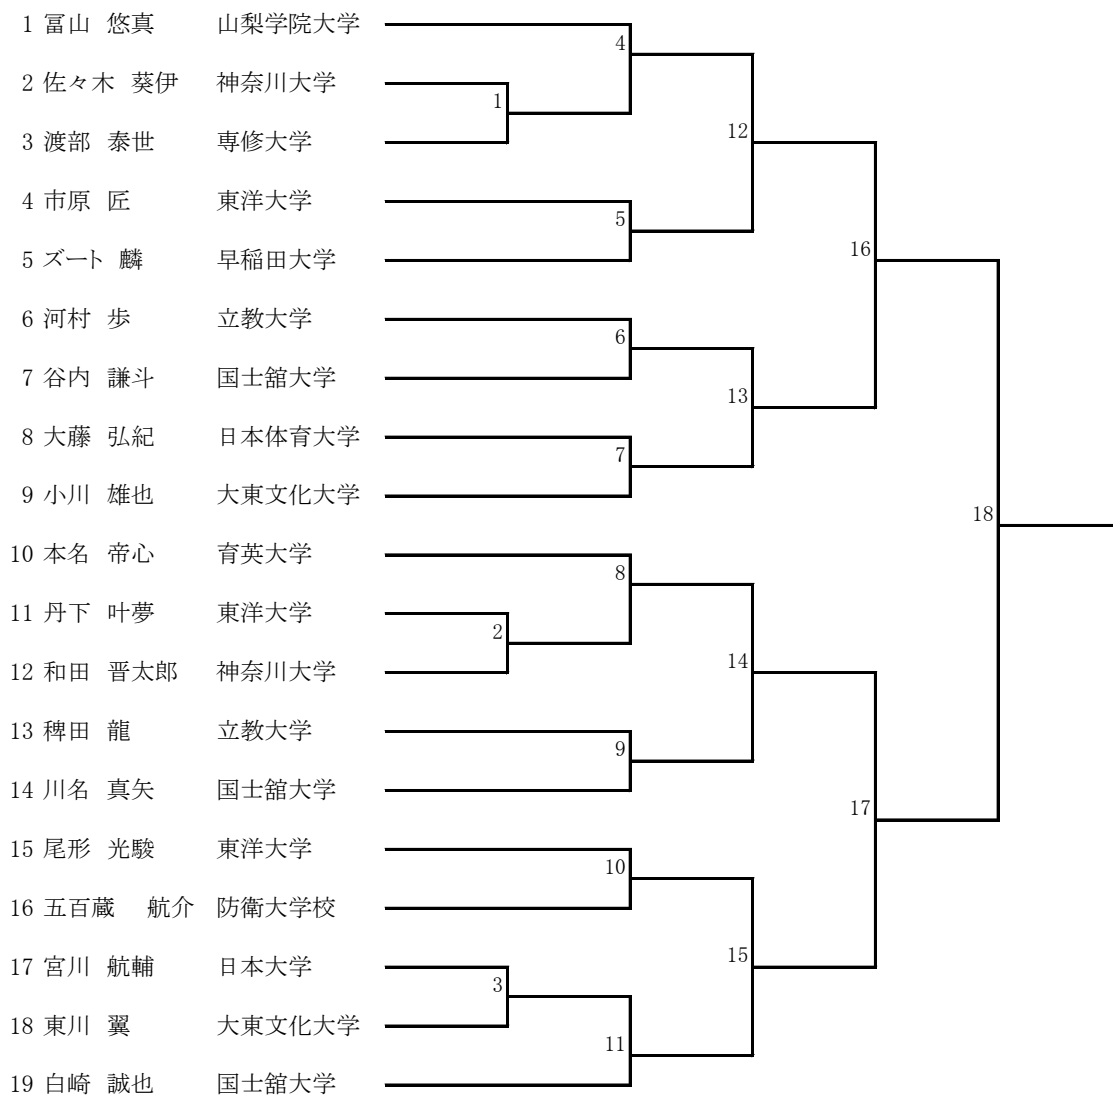 1 冨山 悠真 山梨学院大学
4
2 佐々木 葵伊 神奈川大学
1
12
3 渡部 泰世 専修大学
4 市原 匠 東洋大学
5
16
5 ズート 麟 早稲田大学
6 河村 歩 立教大学
6
7 谷内 謙斗 国士舘大学
13
8 大藤 弘紀 日本体育大学
7
9 小川 雄也 大東文化大学
18
10 本名 帝心 育英大学
8
11 丹下 叶夢 東洋大学
2
14
12 和田 晋太郎 神奈川大学
13 稗田 龍 立教大学
9
14 川名 真矢 国士舘大学
17
15 尾形 光駿 東洋大学
10
16 五百蔵 航介 防衛大学校
15
17 宮川 航輔 日本大学
3
18 東川 翼 大東文化大学
11
19 白崎 誠也 国士舘大学